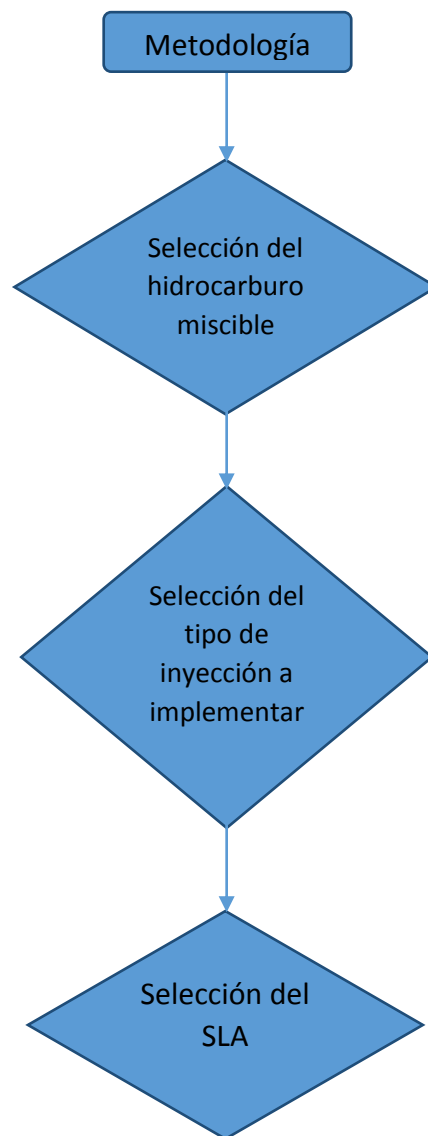 Metodología
Selección del
hidrocarburo
miscible
Selección del
tipo de
inyección a
implementar
Selección del
SLA